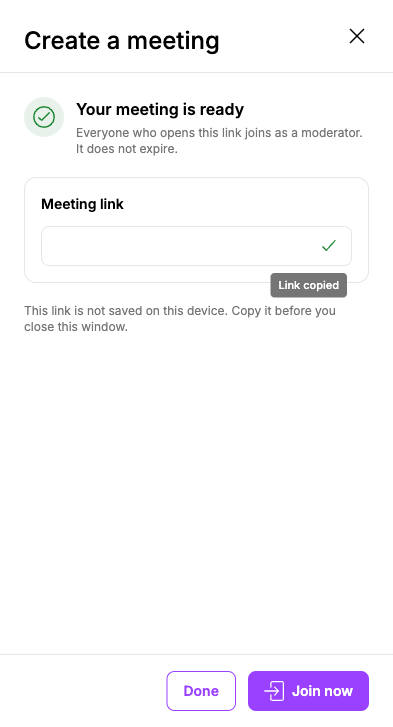 Create a meeting
Your meeting is ready
Everyone who opens this link joins as a moderator.
It does not expire.
Meeting link
Link copied
This link is not saved on this device. Copy it before you
close this window.
Done
Join now